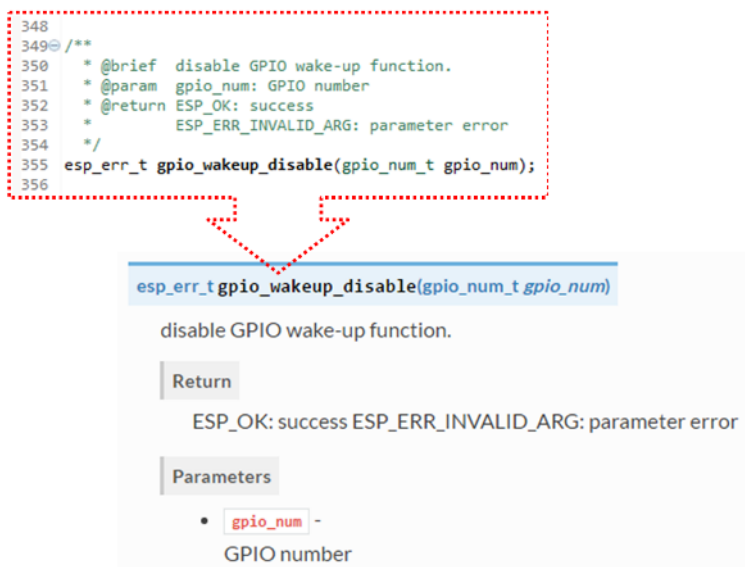 348
349 /**
350 * @brief disable GPIO wake-up function.
351 * @param gpio_num: GPIO number
352 * @return ESP_OK: success
353 * ESP_ERR_INVALID_ARG: parameter error
354 */
355 esp_err_t gpio_wakeup_disable(gpio_num_t gpio_num);
356
esp_err_t gpio_wakeup_disable(gpio_num_t gpio_num)
disable GPIO wake-up function.
Return
ESP_OK: success ESP_ERR_INVALID_ARG: parameter error
Parameters
• gpio_num -
GPIO number